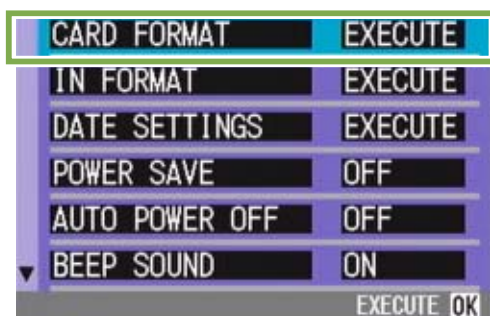 CARD FORMAT EXECUTE
IN FORMAT EXECUTE
DATE SETTINGS EXECUTE
POWER SAVE OFF
AUTO POWER OFF OFF
BEEP SOUND ON
EXECUTE OK